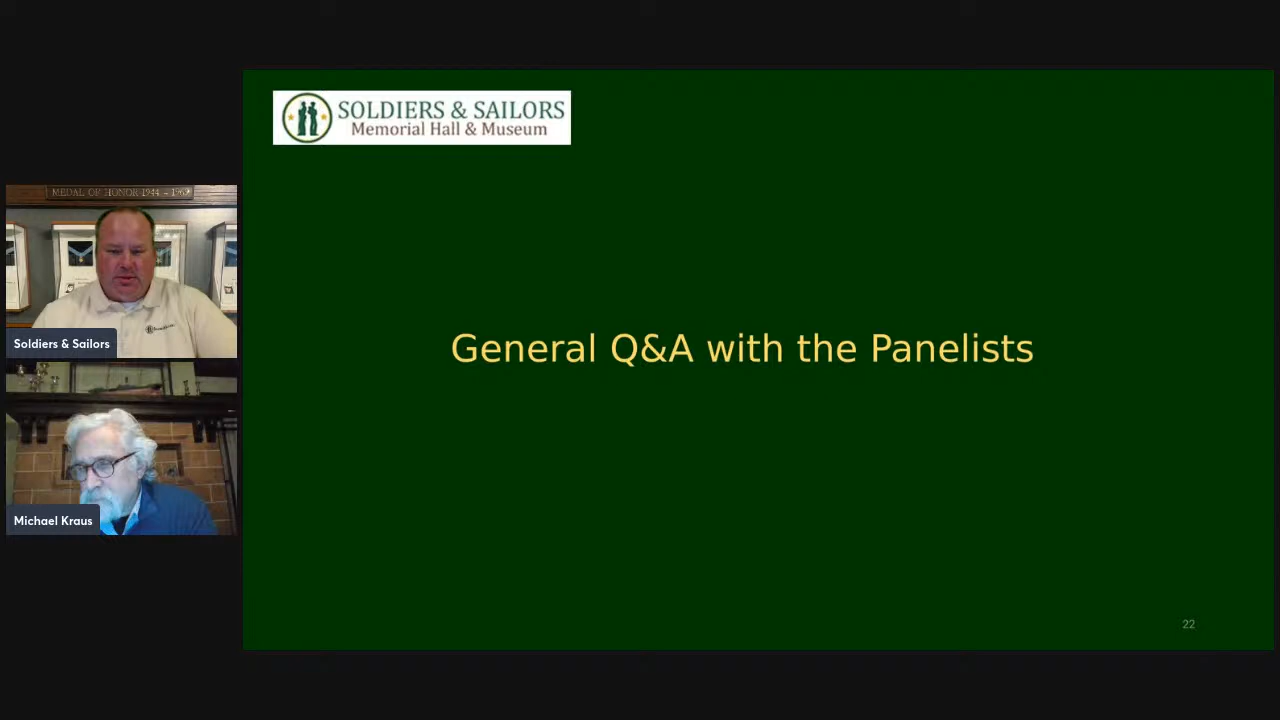 SOLDIERS & SAILORS
Memorial Hall & Museum
MEDAL OF HONOR 1944 - 1969
Soldiers & Sailors
General Q&A with the Panelists
Michael Kraus
22